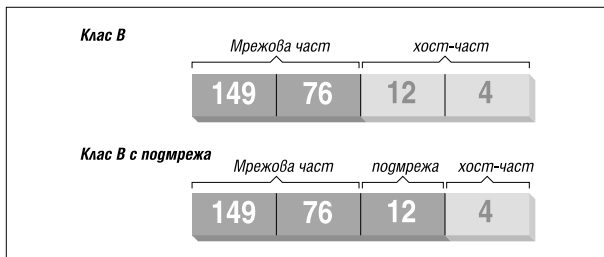 Клас B
Мрежова част хост-част
149 76 12 4
Клас B с подмрежа
Мрежова част подмрежа хост-част
149 76 12 4